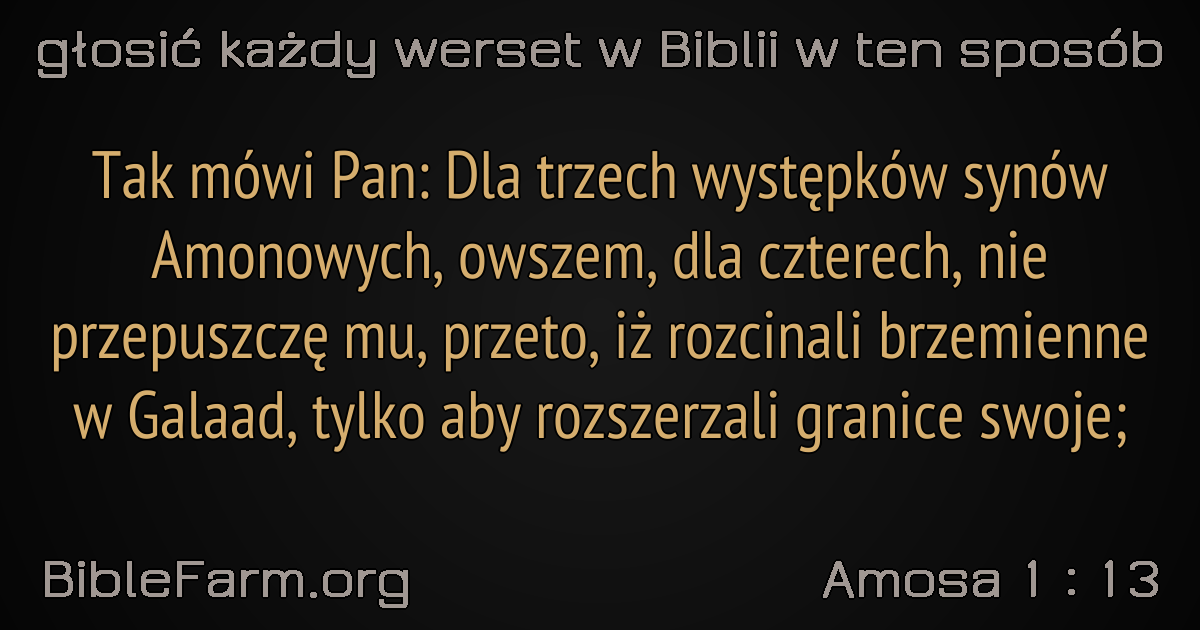 głosić każdy werset w Biblii w ten sposób
Tak mówi Pan: Dla trzech występków synów
Amonowych, owszem, dla czterech, nie
przepuszczę mu, przeto, iż rozcinali brzemienne
w Galaad, tylko aby rozszerzali granice swoje;
BibleFarm.org
Amosa 1 : 13